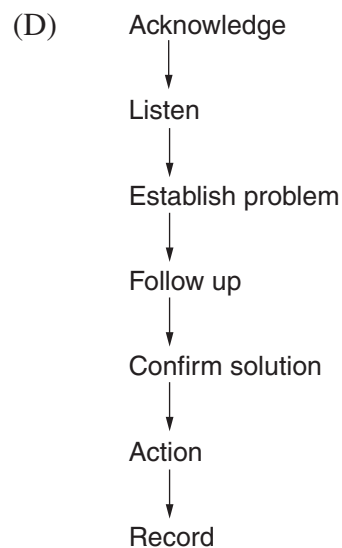 (D) Acknowledge
Listen
Establish problem
Follow up
Confirm solution
Action
Record